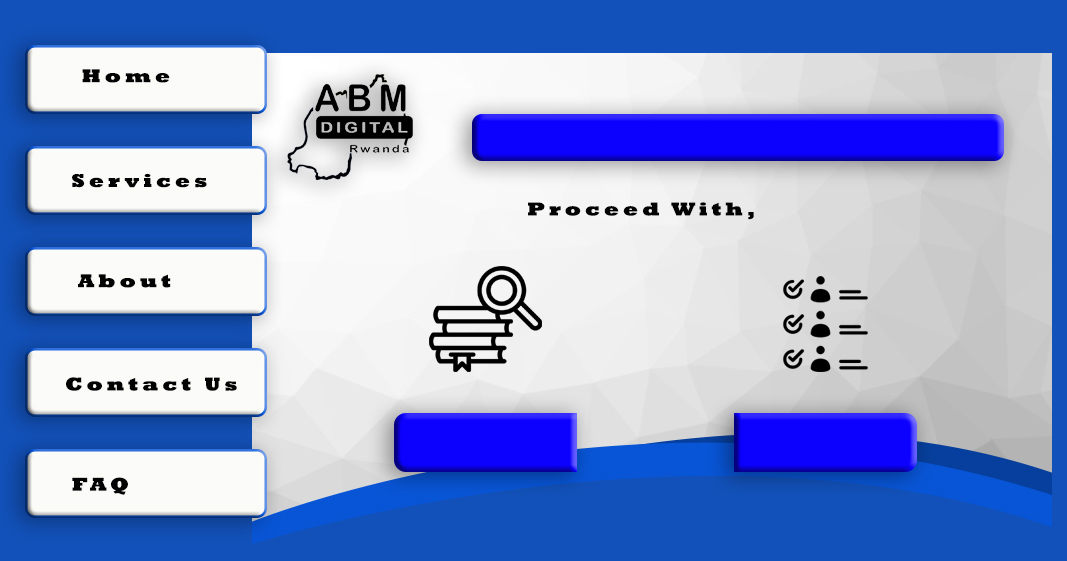 Home
Services
About
Contact Us
FAQ
ABM
DIGITAL
Rwanda
Proceed With,